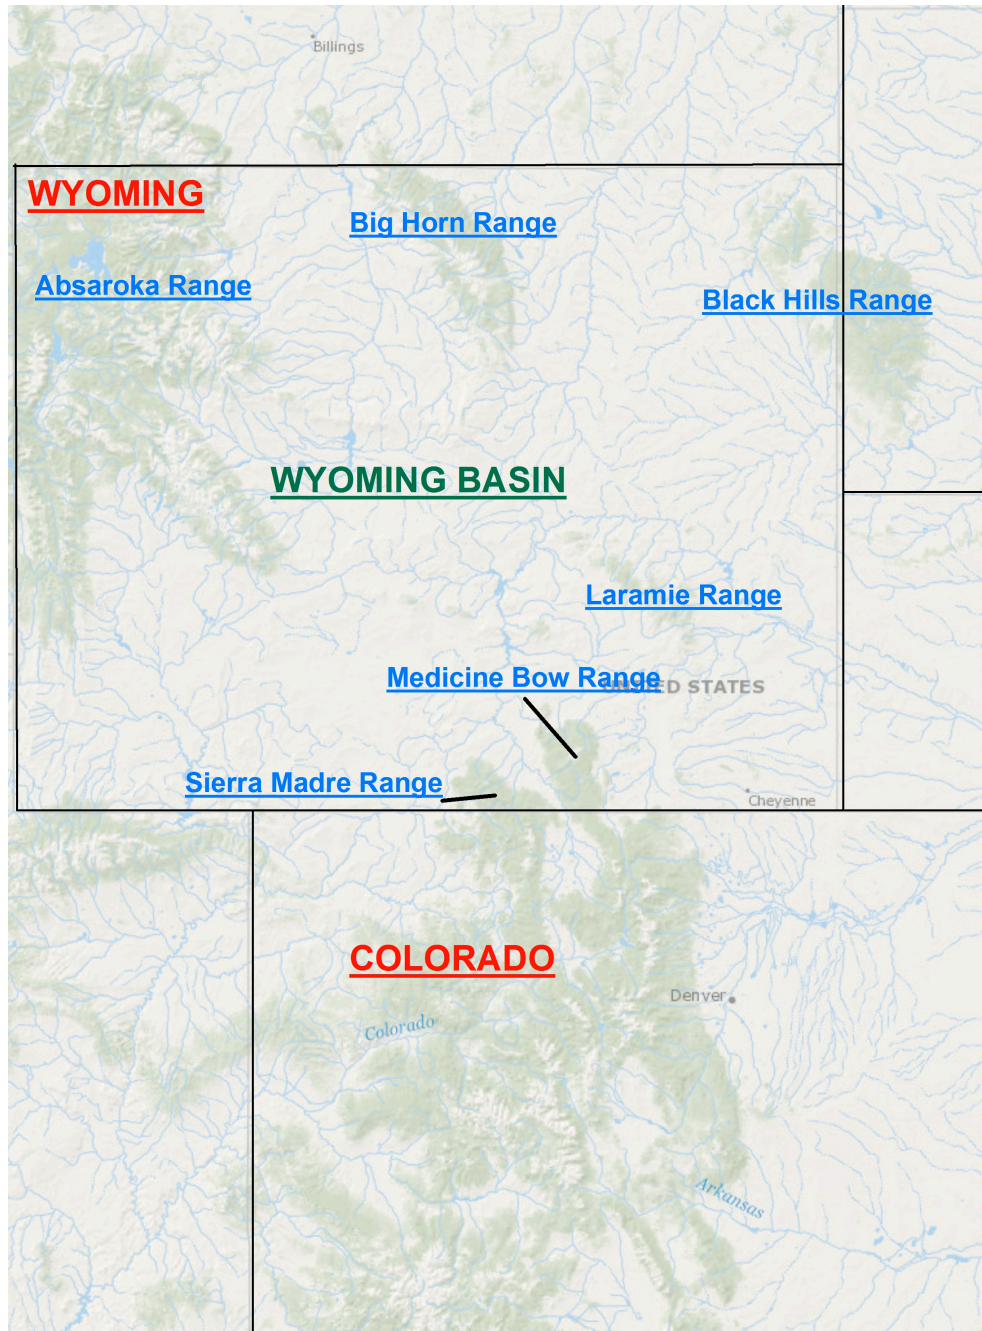 Billings
WYOMING
Big Horn Range
Absaroka Range
Black Hills Range
WYOMING BASIN
Laramie Range
Medicine Bow Range
UNITED STATES
Sierra Madre Range
Cheyenne
COLORADO
Denver
Colorado
Arkansas